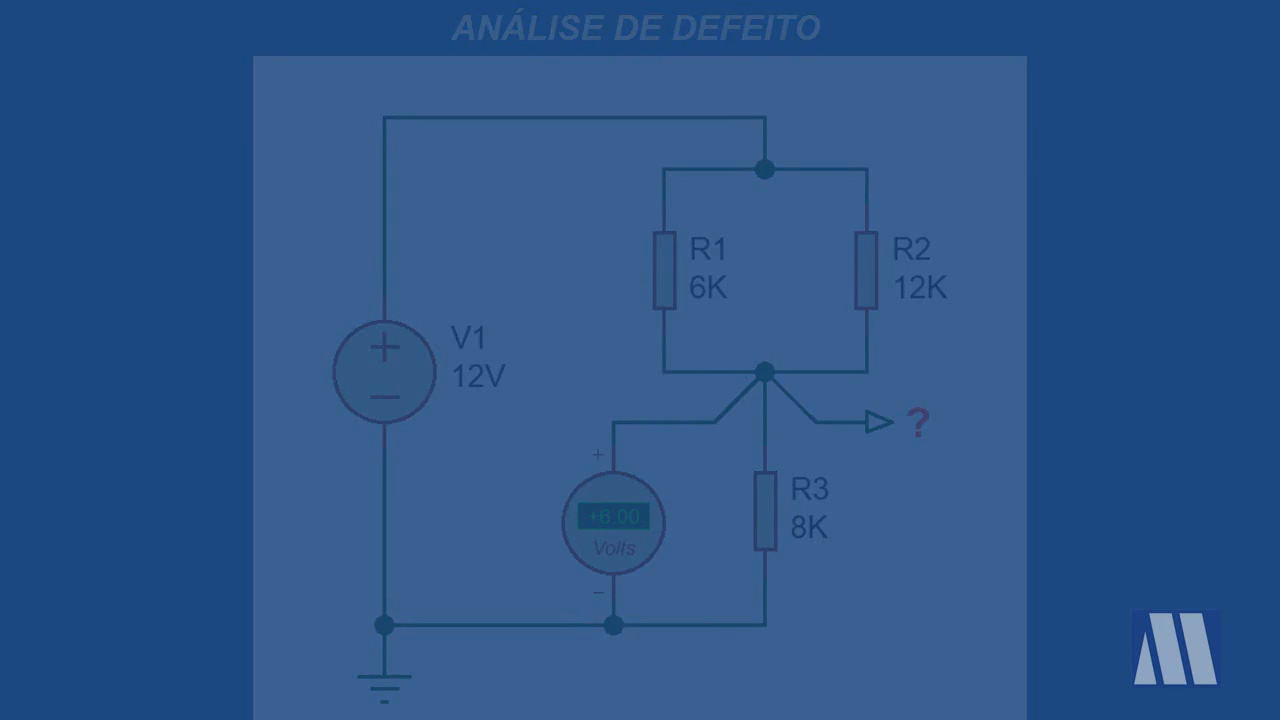 ANÁLISE DE DEFEITO
R1
6K
R2
12K
V1
12V
+
?
+6.00
Volts
R3
8K